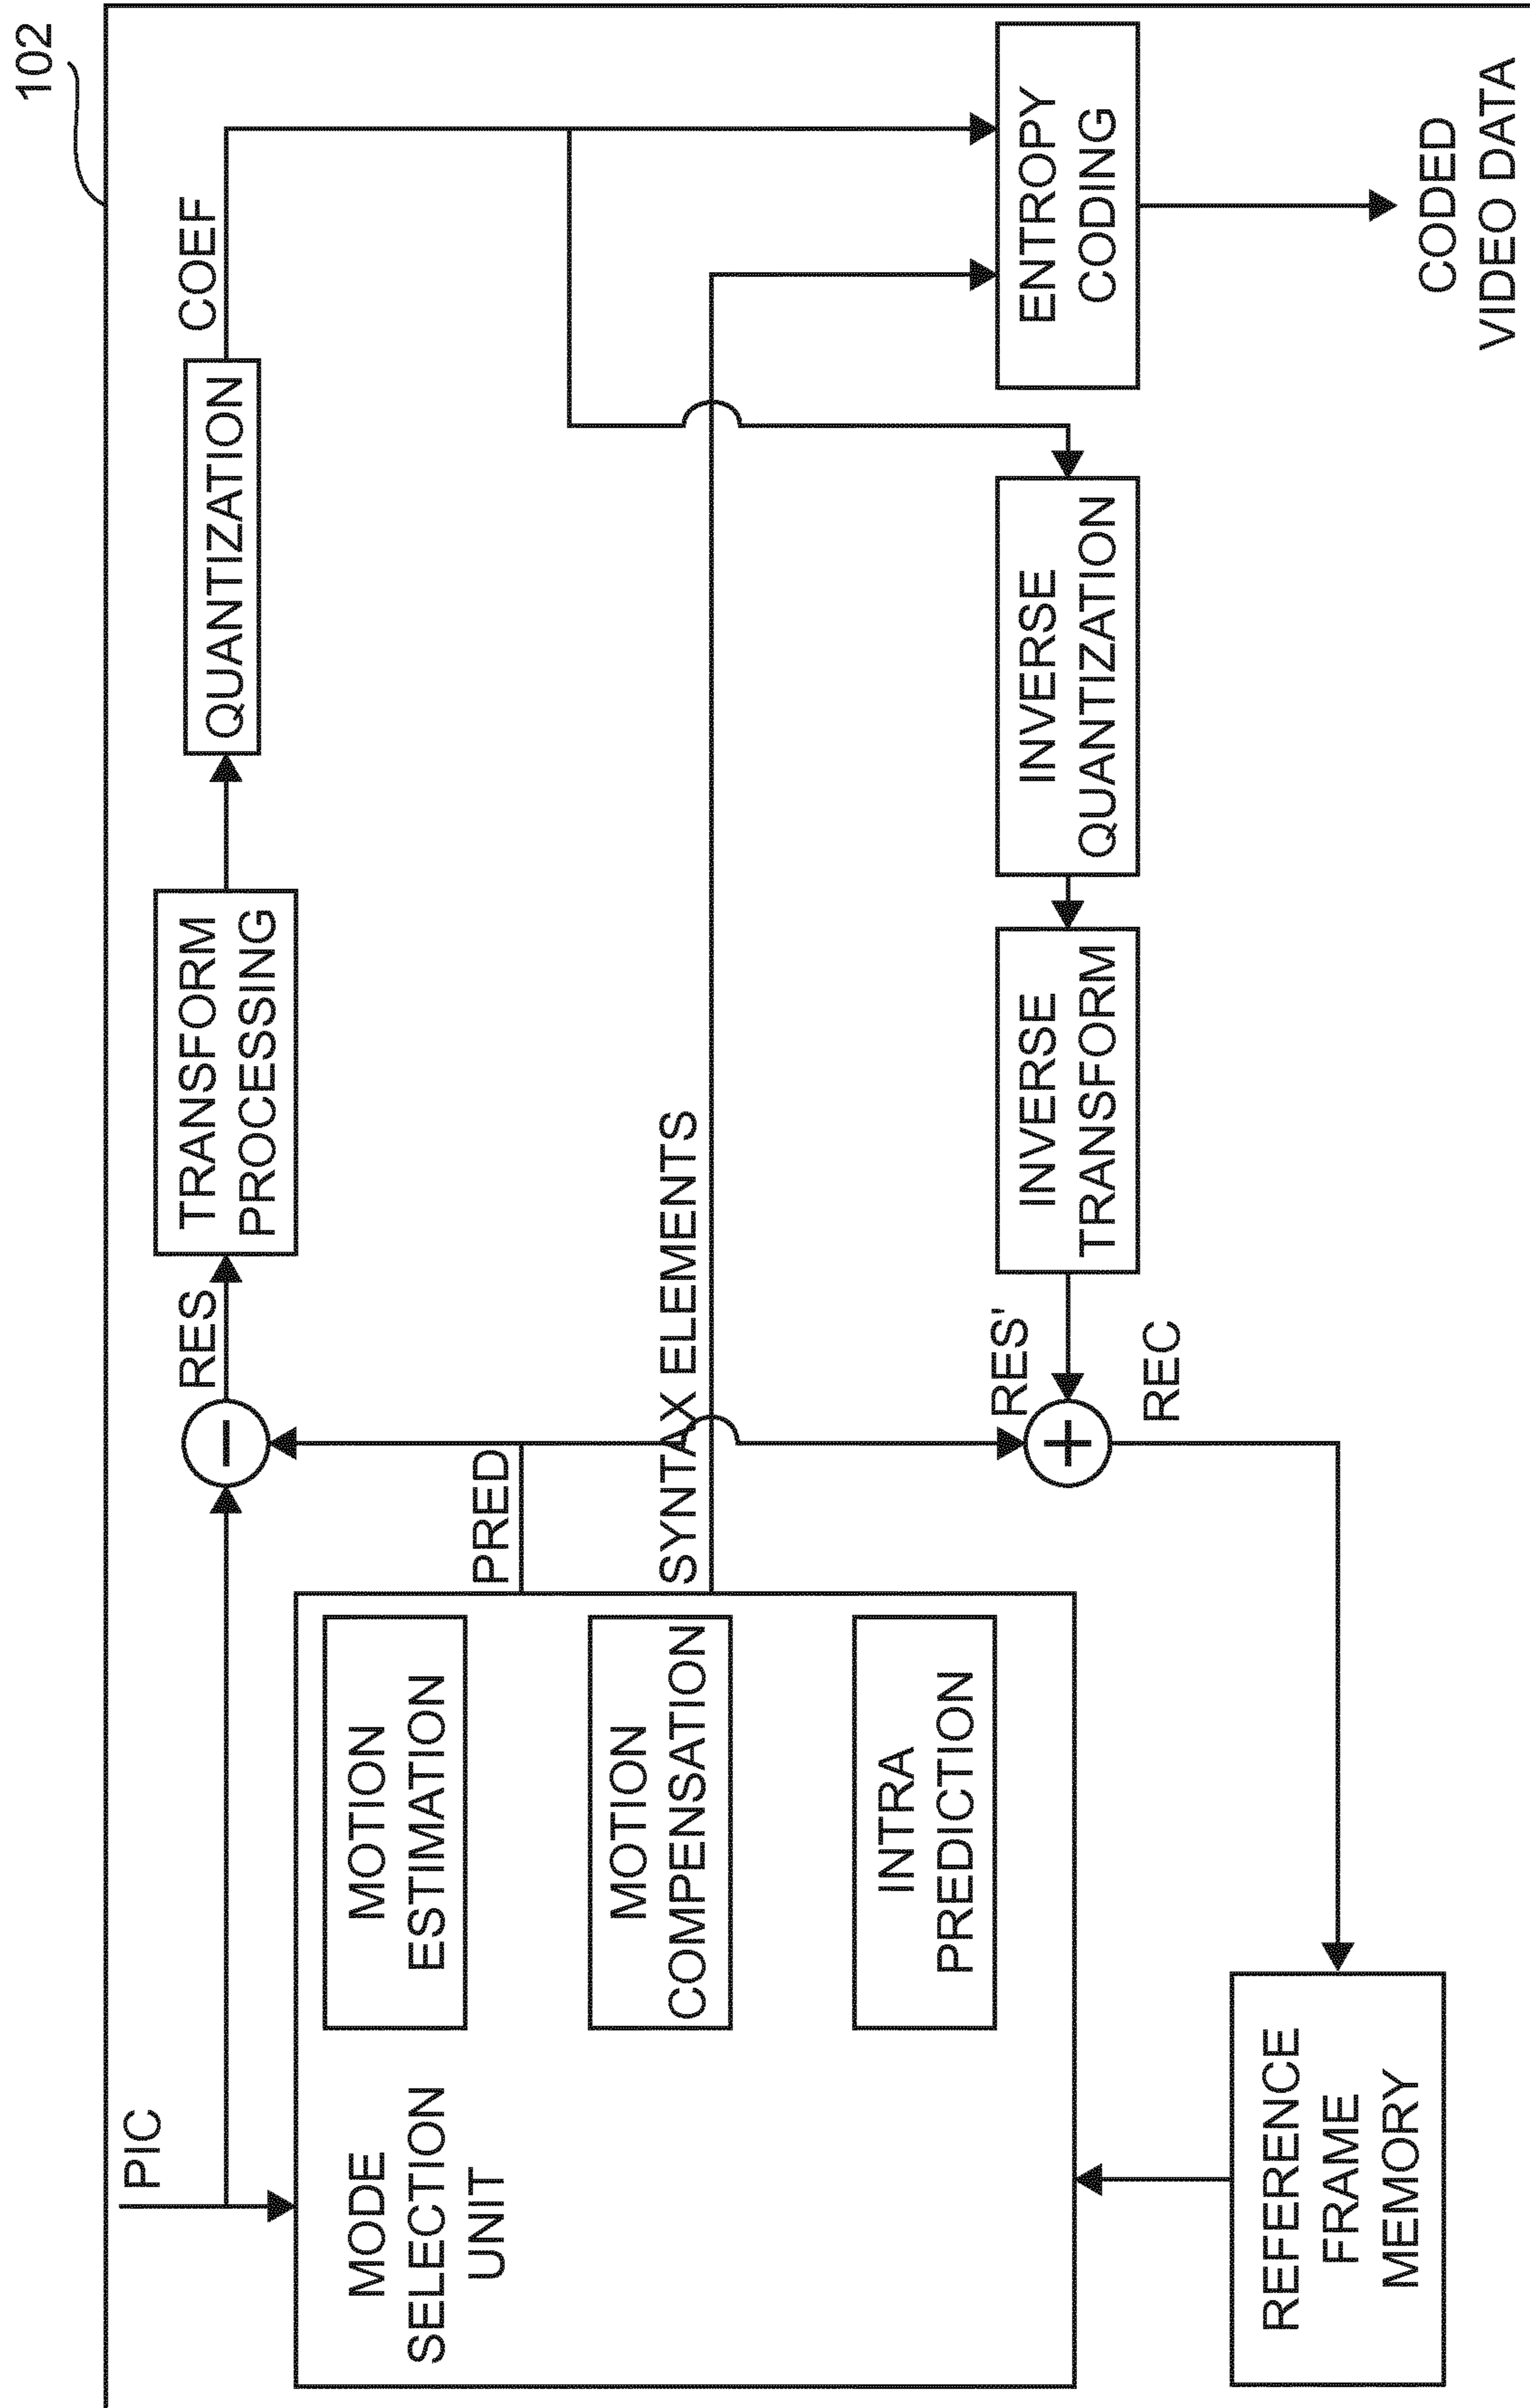 102
PIC
RES
TRANSFORM
PROCESSING
QUANTIZATION
COEF
MODE
SELECTION
UNIT
MOTION
ESTIMATION
MOTION
COMPENSATION
INTRA
PREDICTION
PRED
SYNTAX ELEMENTS
RES'
REC
INVERSE
TRANSFORM
INVERSE
QUANTIZATION
ENTROPY
CODING
REFERENCE
FRAME
MEMORY
CODED
VIDEO DATA